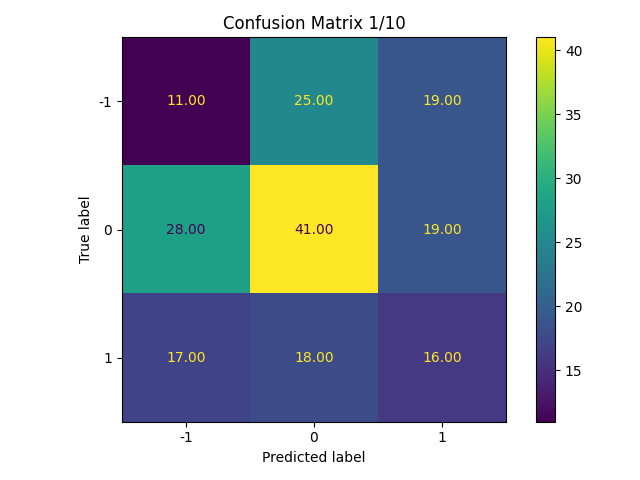 Confusion Matrix 1/10
-1 11.00 25.00 19.00
0 28.00 41.00 19.00
1 17.00 18.00 16.00
-1 0 1
True label
Predicted label
40
35
30
25
20
15